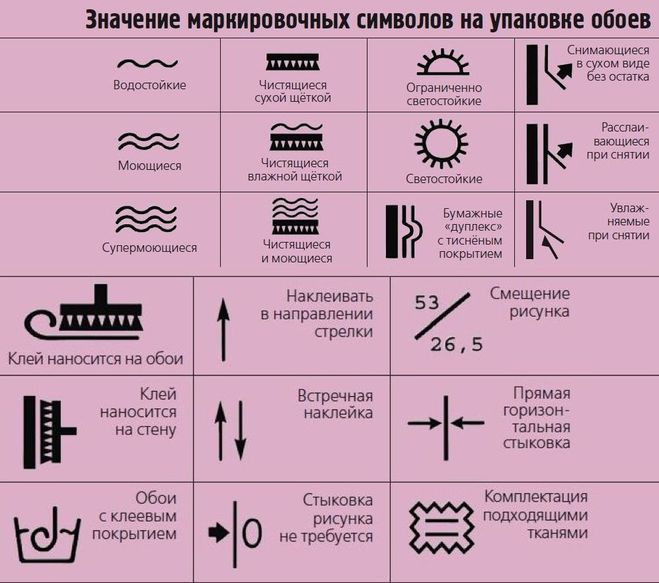 Значение маркировочных символов на упаковке обоев
Водостойкие
Чистящиеся
сухой щёткой
Ограниченно
светостойкие
Снимающиеся
в сухом виде
без остатка
Моющиеся
Чистящиеся
влажной щёткой
Светостойкие
Рассла­и-
вающиеся
при снятии
Супермоющиеся
Чистящиеся
и моющиеся
Бумажные
«дуплекс»
с тиснёным
покрытием
Увлаж-
няемые
при снятии
Клей наносится на обои
Наклеивать
в направлении
стрелки
53
26,5
Смещение
рисунка
Клей
наносится
на стену
Встречная
наклейка
Прямая
горизон-
тальная
стыковка
Обои
с клеевым
покрытием
Стыковка
рисунка
не требуется
0
Комплектация
подходящими
тканями